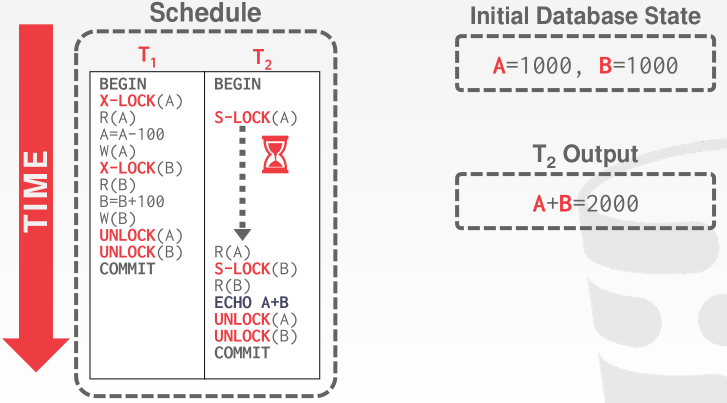 Schedule
TIME
T1
BEGIN
X-LOCK(A)
R(A)
A=A-100
W(A)
X-LOCK(B)
R(B)
B=B+100
W(B)
UNLOCK(A)
UNLOCK(B)
COMMIT
T2
BEGIN
S-LOCK(A)
R(A)
S-LOCK(B)
R(B)
ECHO A+B
UNLOCK(A)
UNLOCK(B)
COMMIT
Initial Database State
A=1000, B=1000
T2 Output
A+B=2000